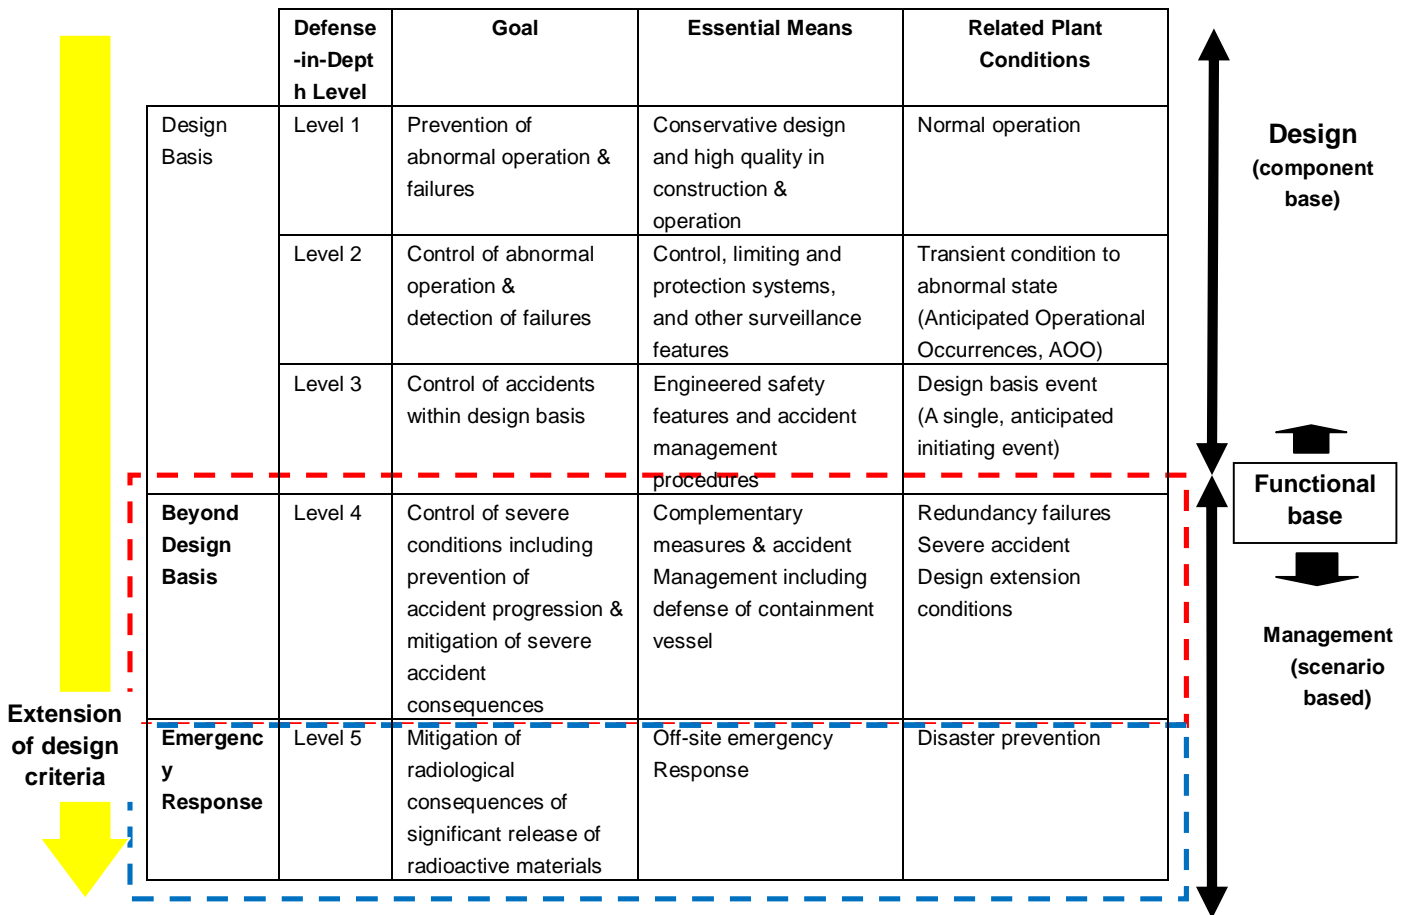 Defense
-in-Dept
h Level
Goal
Essential Means
Related Plant
Conditions
Design
Basis
Level 1
Prevention of
abnormal operation &
failures
Conservative design
and high quality in
construction &
operation
Normal operation
Level 2
Control of abnormal
operation &
detection of failures
Control, limiting and
protection systems,
and other surveillance
features
Transient condition to
abnormal state
(Anticipated Operational
Occurrences, AOO)
Level 3
Control of accidents
within design basis
Engineered safety
features and accident
management
procedures
Design basis event
(A single, anticipated
initiating event)
Beyond
Design
Basis
Level 4
Control of severe
conditions including
prevention of
accident progression &
mitigation of severe
accident
consequences
Complementary
measures & accident
Management including
defense of containment
vessel
Redundancy failures
Severe accident
Design extension
conditions
Emergenc
y
Response
Level 5
Mitigation of
radiological
consequences of
significant release of
radioactive materials
Off-site emergency
Response
Disaster prevention
Extension
of design
criteria
Design
(component
base)
Functional
base
Management
(scenario
based)